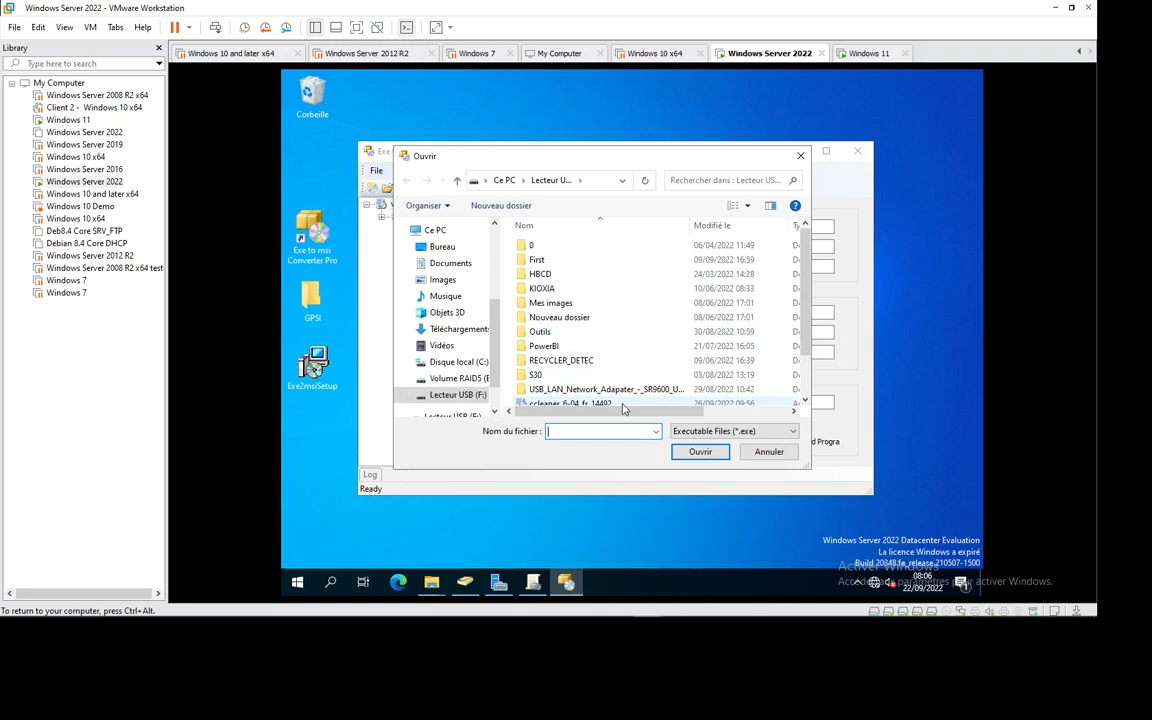 Windows Server 2022 - VMware Workstation
File Edit View VM Tabs Help
Library
Type here to search
My Computer
Windows Server 2008 R2 x64
Client 2 - Windows 10 x64
Windows 11
Windows Server 2022
Windows Server 2019
Windows 10 x64
Windows Server 2016
Windows Server 2022
Windows 10 and later x64
Windows 10 Demo
Windows 10 x64
Deb8.4 Core SRV_FTP
Debian 8.4 Core DHCP
Windows Server 2012 R2
Windows Server 2008 R2 x64 test
Windows 7
Windows 7
Windows 10 and later x64 Windows Server 2012 R2 Windows 7 My Computer Windows 10 x64 Windows Server 2022 Windows 11
Corbeille
Exe to msi
Converter Pro
GPSI
Exe2msiSetup
Exe
File
Ouvrir
Ce PC Lecteur U...
Rechercher dans : Lecteur US...
Organiser Nouveau dossier
Ce PC
Bureau
Documents
Images
Musique
Objets 3D
Téléchargements
Vidéos
Disque local (C:)
Volume RAID5 (E
Lecteur USB (F:)
Lecteur USB (F:)
Nom Modifié le Ty
0 06/04/2022 11:49
First 09/09/2022 16:59
HBCD 24/03/2022 14:28
KIOXIA 10/06/2022 08:33
Mes images 08/06/2022 17:01
Nouveau dossier 08/06/2022 17:01
Outils 30/08/2022 10:59
PowerBI 21/07/2022 16:05
RECYCLER_DETEC 09/06/2022 16:39
S30 03/08/2022 13:19
USB_LAN_Network_Adapater_-_SR9600_U... 29/08/2022 10:42
ccleaner_6-04_fr_14492 26/09/2022 09:56
Nom du fichier : Executable Files (*.exe)
Ouvrir Annuler
d Progra
Log
Ready
Windows Server 2022 Datacenter Evaluation
La licence Windows a expiré
Build 20348.fe_release.210507-1500
Activer Windows
08:06
22/09/2022
To return to your computer, press Ctrl+Alt.